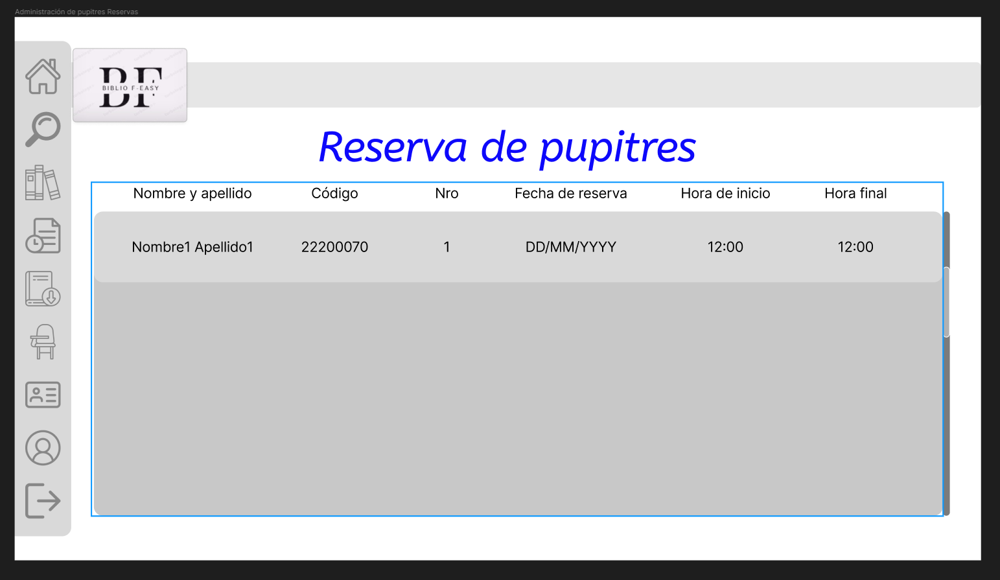 Administración de pupitres Reservas
BF
BIBLIO F-EASY
Reserva de pupitres
Nombre y apellido Código Nro Fecha de reserva Hora de inicio Hora final
Nombre1 Apellido1 22200070 1 DD/MM/YYYY 12:00 12:00